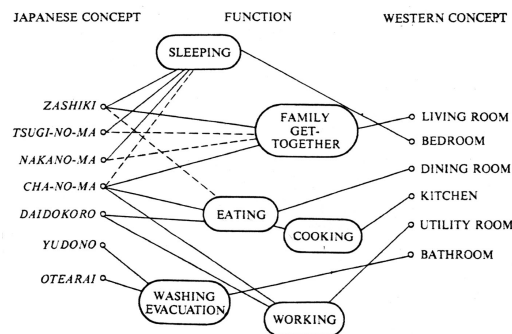 JAPANESE CONCEPT
FUNCTION
WESTERN CONCEPT
SLEEPING
ZASHIKI
TSUGI-NO-MA
NAKANO-MA
CHA-NO-MA
DAIDOKORO
YUDONO
OTEARAI
FAMILY
GET-
TOGETHER
EATING
COOKING
WASHING
EVACUATION
WORKING
LIVING ROOM
BEDROOM
DINING ROOM
KITCHEN
UTILITY ROOM
BATHROOM